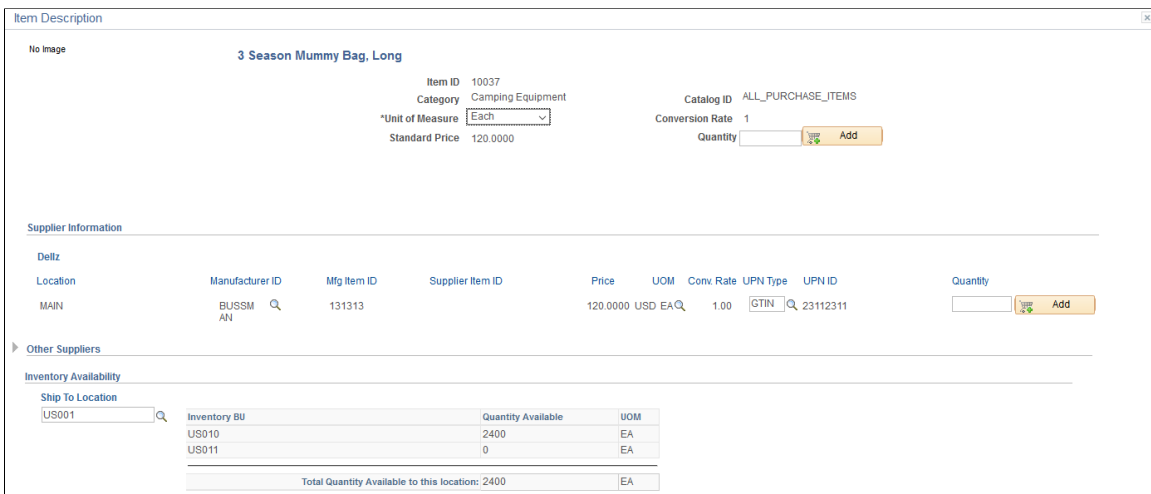 Item Description
No Image
3 Season Mummy Bag, Long
Item ID 10037
Category Camping Equipment Catalog ID ALL_PURCHASE_ITEMS
*Unit of Measure Each Conversion Rate 1
Standard Price 120.0000 Quantity Add
Supplier Information
Dellz
Location Manufacturer ID Mfg Item ID Supplier Item ID Price UOM Conv. Rate UPN Type UPN ID Quantity
MAIN BUSSM 131313 120.0000 USD EA 1.00 GTIN 23112311 Add
AN
Other Suppliers
Inventory Availability
Ship To Location
US001 Inventory BU Quantity Available UOM
US010 2400 EA
US011 0 EA
Total Quantity Available to this location: 2400 EA